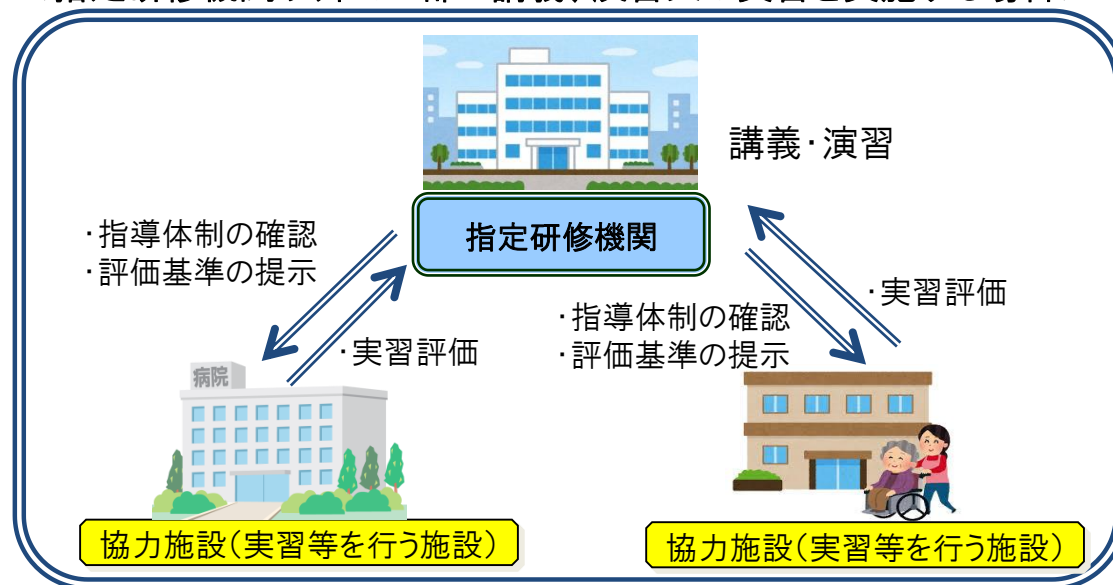 講義・演習
指定研修機関
・指導体制の確認
・評価基準の提示
・実習評価
・実習評価
・指導体制の確認
・評価基準の提示
病院
協力施設(実習等を行う施設)
協力施設(実習等を行う施設)